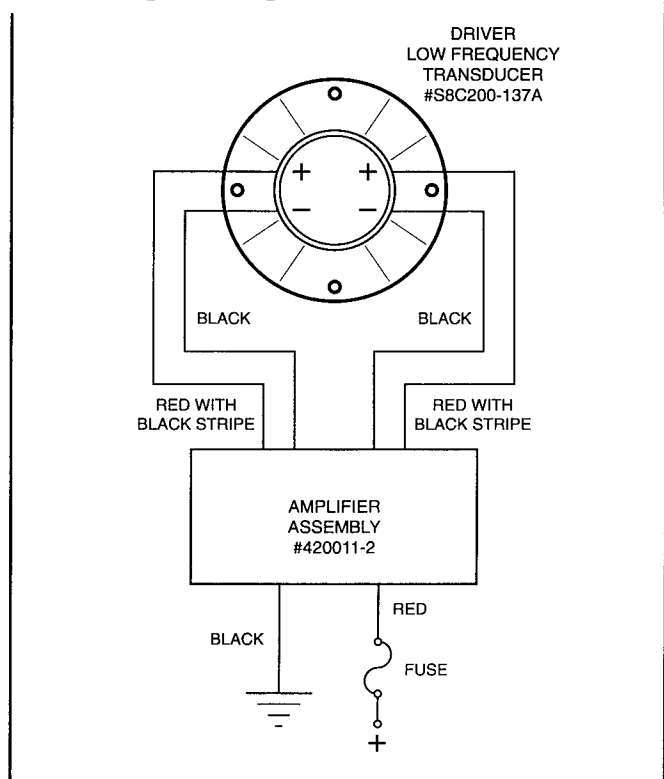 DRIVER
LOW FREQUENCY
TRANSDUCER
#S8C200-137A
+ +
− −
BLACK BLACK
RED WITH RED WITH
BLACK STRIPE BLACK STRIPE
AMPLIFIER
ASSEMBLY
#420011-2
RED
BLACK
FUSE
+